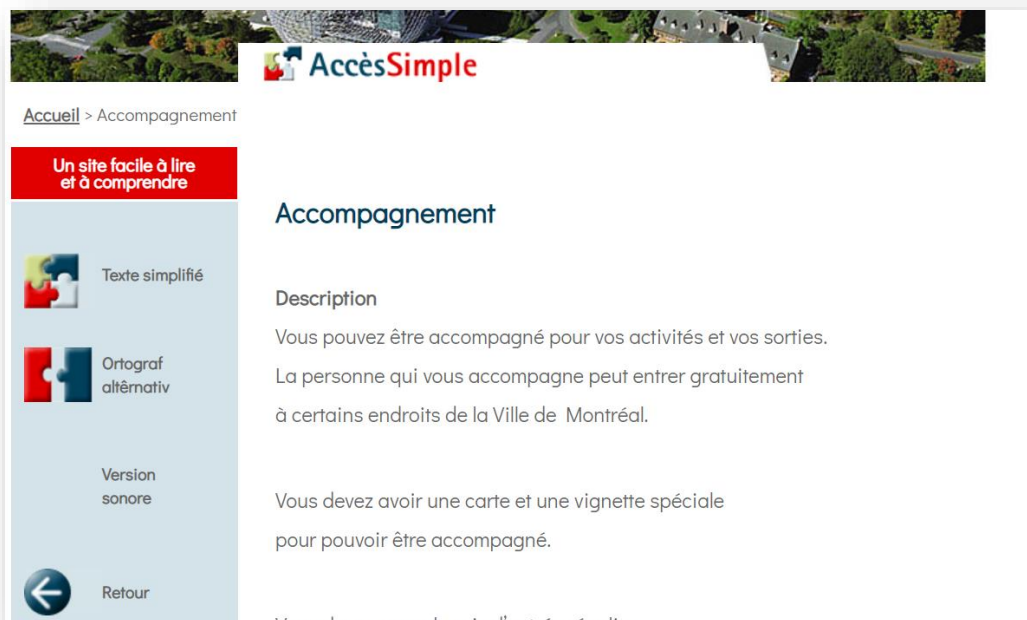 AccèsSimple
Accueil > Accompagnement
Un site facile à lire
et à comprendre
Texte simplifié
Ortograf
altêrnativ
Version
sonore
Retour
Accompagnement
Description
Vous pouvez être accompagné pour vos activités et vos sorties.
La personne qui vous accompagne peut entrer gratuitement
à certains endroits de la Ville de Montréal.
Vous devez avoir une carte et une vignette spéciale
pour pouvoir être accompagné.